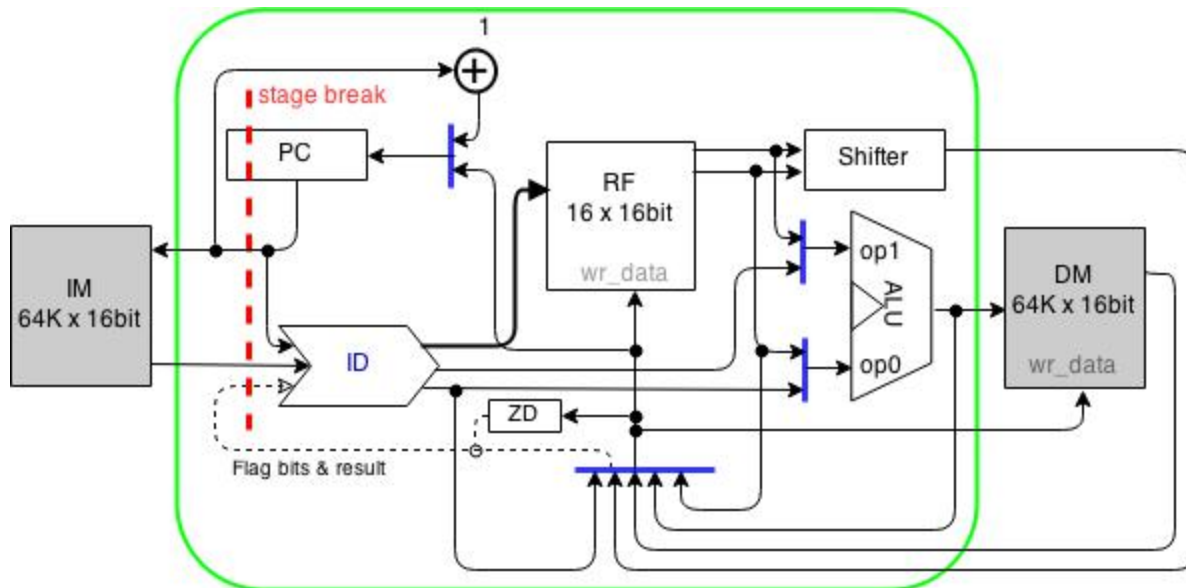 1
stage break
PC
RF
16 x 16bit
wr_data
Shifter
IM
64K x 16bit
ID
op1
ALU
op0
DM
64K x 16bit
wr_data
ZD
Flag bits & result